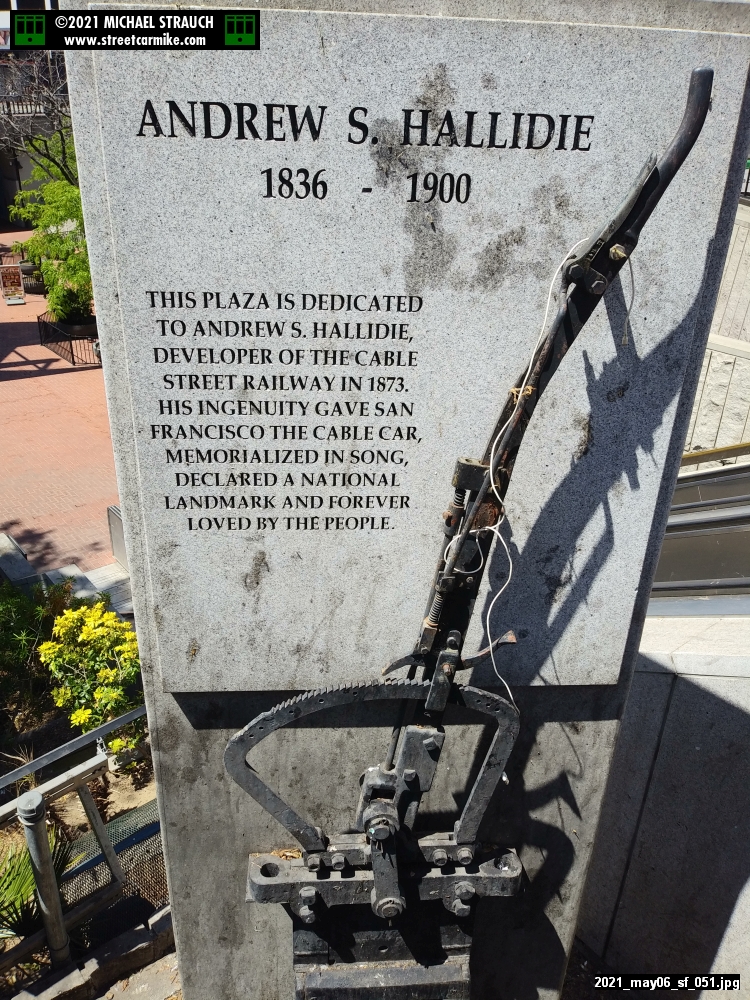 ©2021 MICHAEL STRAUCH
www.streetcarmike.com
ANDREW S. HALLIDIE
1836 - 1900
THIS PLAZA IS DEDICATED
TO ANDREW S. HALLIDIE,
DEVELOPER OF THE CABLE
STREET RAILWAY IN 1873.
HIS INGENUITY GAVE SAN
FRANCISCO THE CABLE CAR,
MEMORIALIZED IN SONG,
DECLARED A NATIONAL
LANDMARK AND FOREVER
LOVED BY THE PEOPLE.
2021_may06_sf_051.jpg